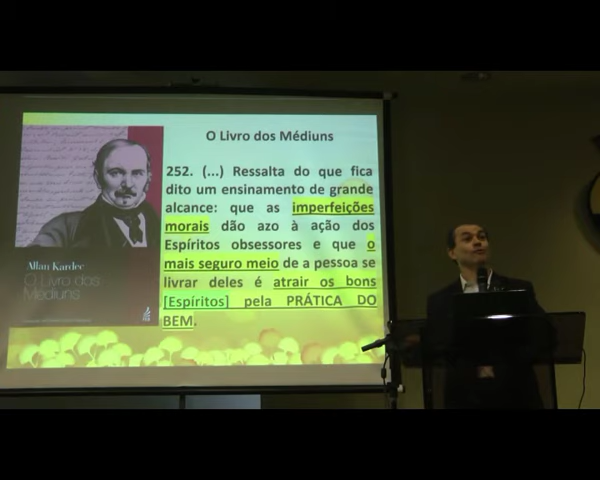 O Livro dos Médiuns
252. (...) Ressalta do que fica
dito um ensinamento de grande
alcance: que as imperfeições
morais dão azo à ação dos
Espíritos obsessores e que o
mais seguro meio de a pessoa se
livrar deles é atrair os bons
[Espíritos] pela PRÁTICA DO
BEM.
Allan Kardec
O Livro dos
Médiuns